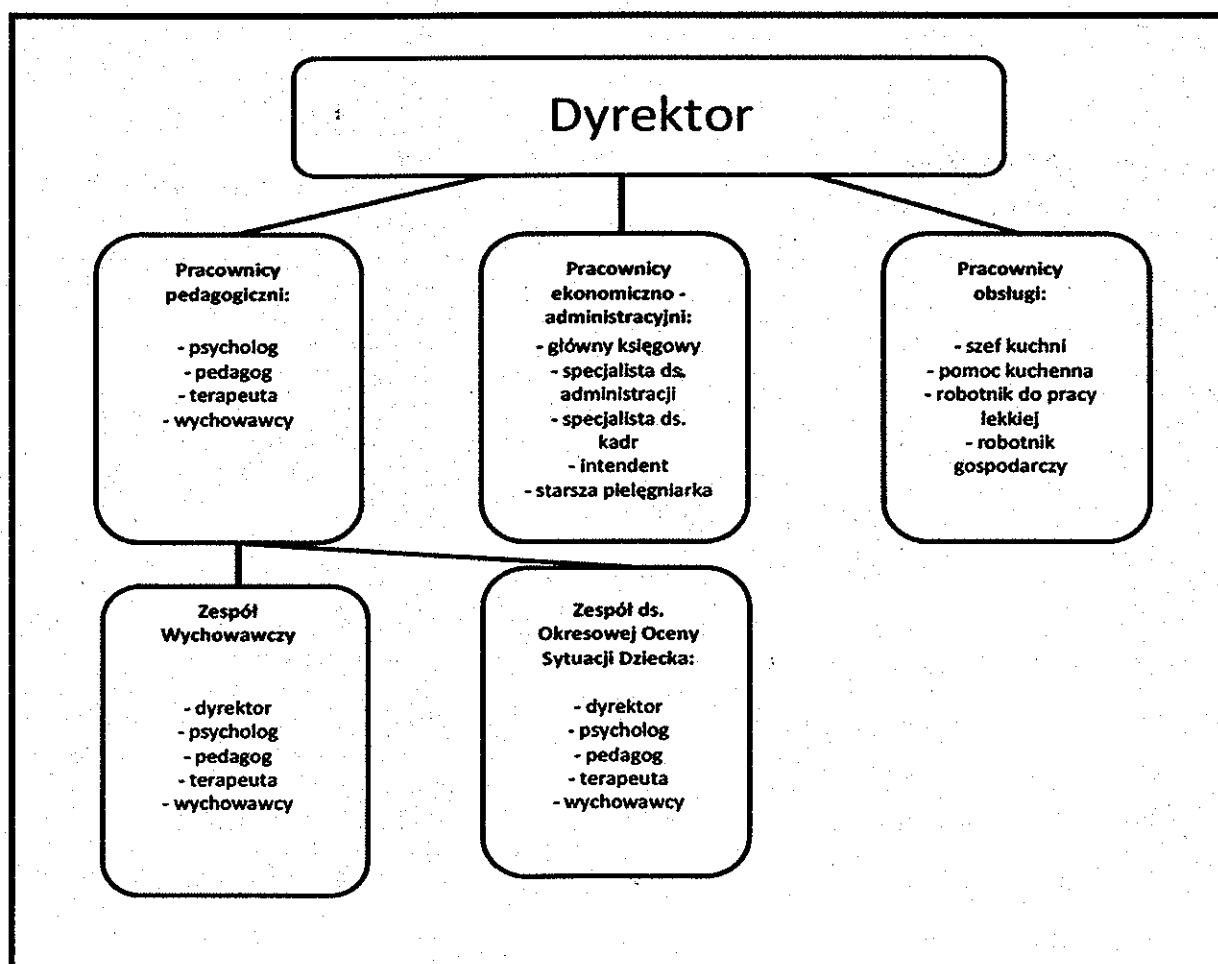 Dyrektor
Pracownicy
pedagogiczni:
- psycholog
- pedagog
- terapeuta
- wychowawcy
Pracownicy
ekonomiczno -
administracyjni:
- główny księgowy
- specjalista ds.
administracji
- specjalista ds.
kadr
- intendent
- starsza pielęgniarka
Pracownicy
obsługi:
- szef kuchni
- pomoc kuchenna
- robotnik do pracy
lekkiej
- robotnik
gospodarczy
Zespół
Wychowawczy
- dyrektor
- psycholog
- pedagog
- terapeuta
- wychowawcy
Zespół ds.
Okresowej Oceny
Sytuacji Dziecka:
- dyrektor
- psycholog
- pedagog
- terapeuta
- wychowawcy